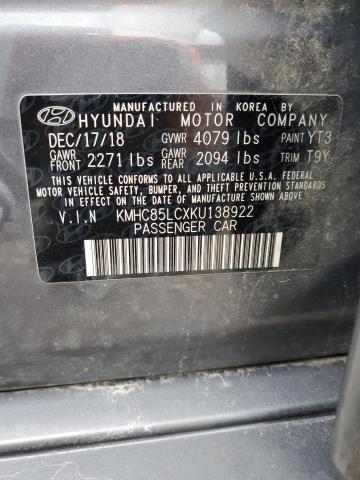 MANUFACTURED IN KOREA BY
HYUNDAI MOTOR COMPANY
DEC/17/18 GVWR 4079 lbs PAINT YT3
GAWR FRONT 2271 lbs GAWR REAR 2094 lbs TRIM T9Y
THIS VEHICLE CONFORMS TO ALL APPLICABLE U.S.A. FEDERAL
MOTOR VEHICLE SAFETY, BUMPER, AND THEFT PREVENTION STANDARDS
IN EFFECT ON THE DATE OF MANUFACTURE SHOWN ABOVE.
V.I.N KMHC85LCXKU138922
PASSENGER CAR